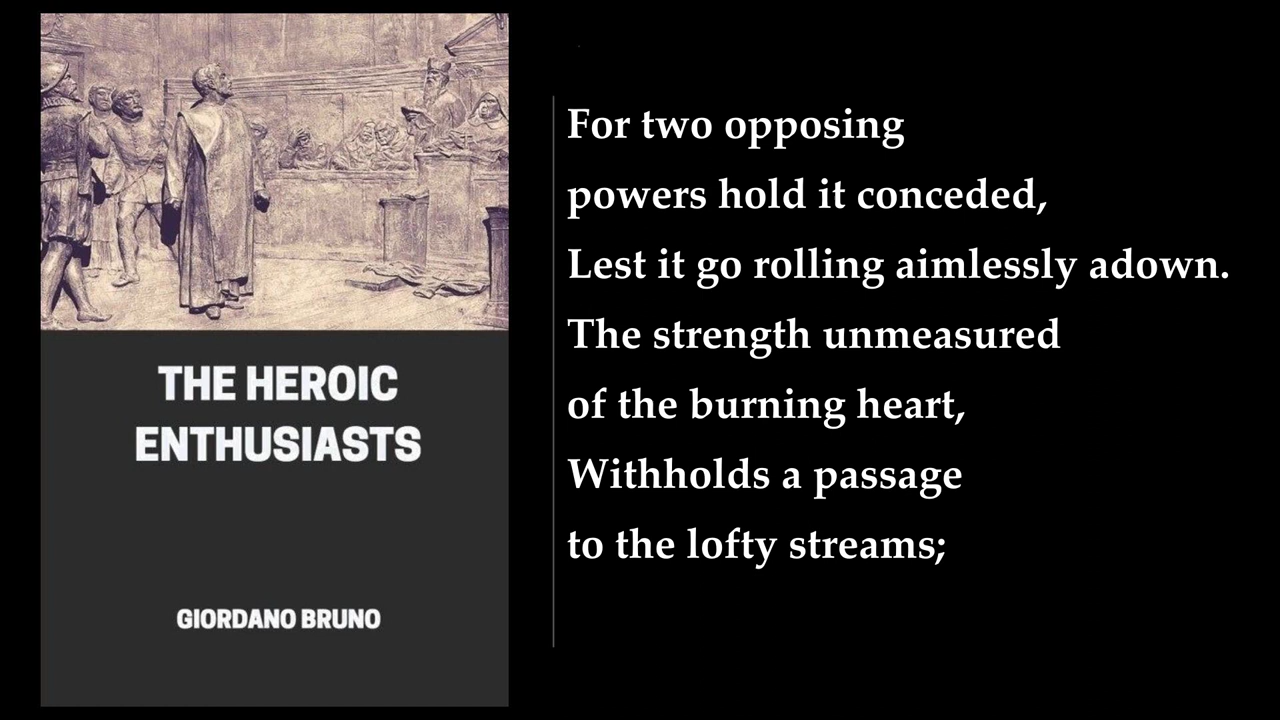 THE HEROIC
ENTHUSIASTS
GIORDANO BRUNO
For two opposing
powers hold it conceded,
Lest it go rolling aimlessly adown.
The strength unmeasured
of the burning heart,
Withholds a passage
to the lofty streams;